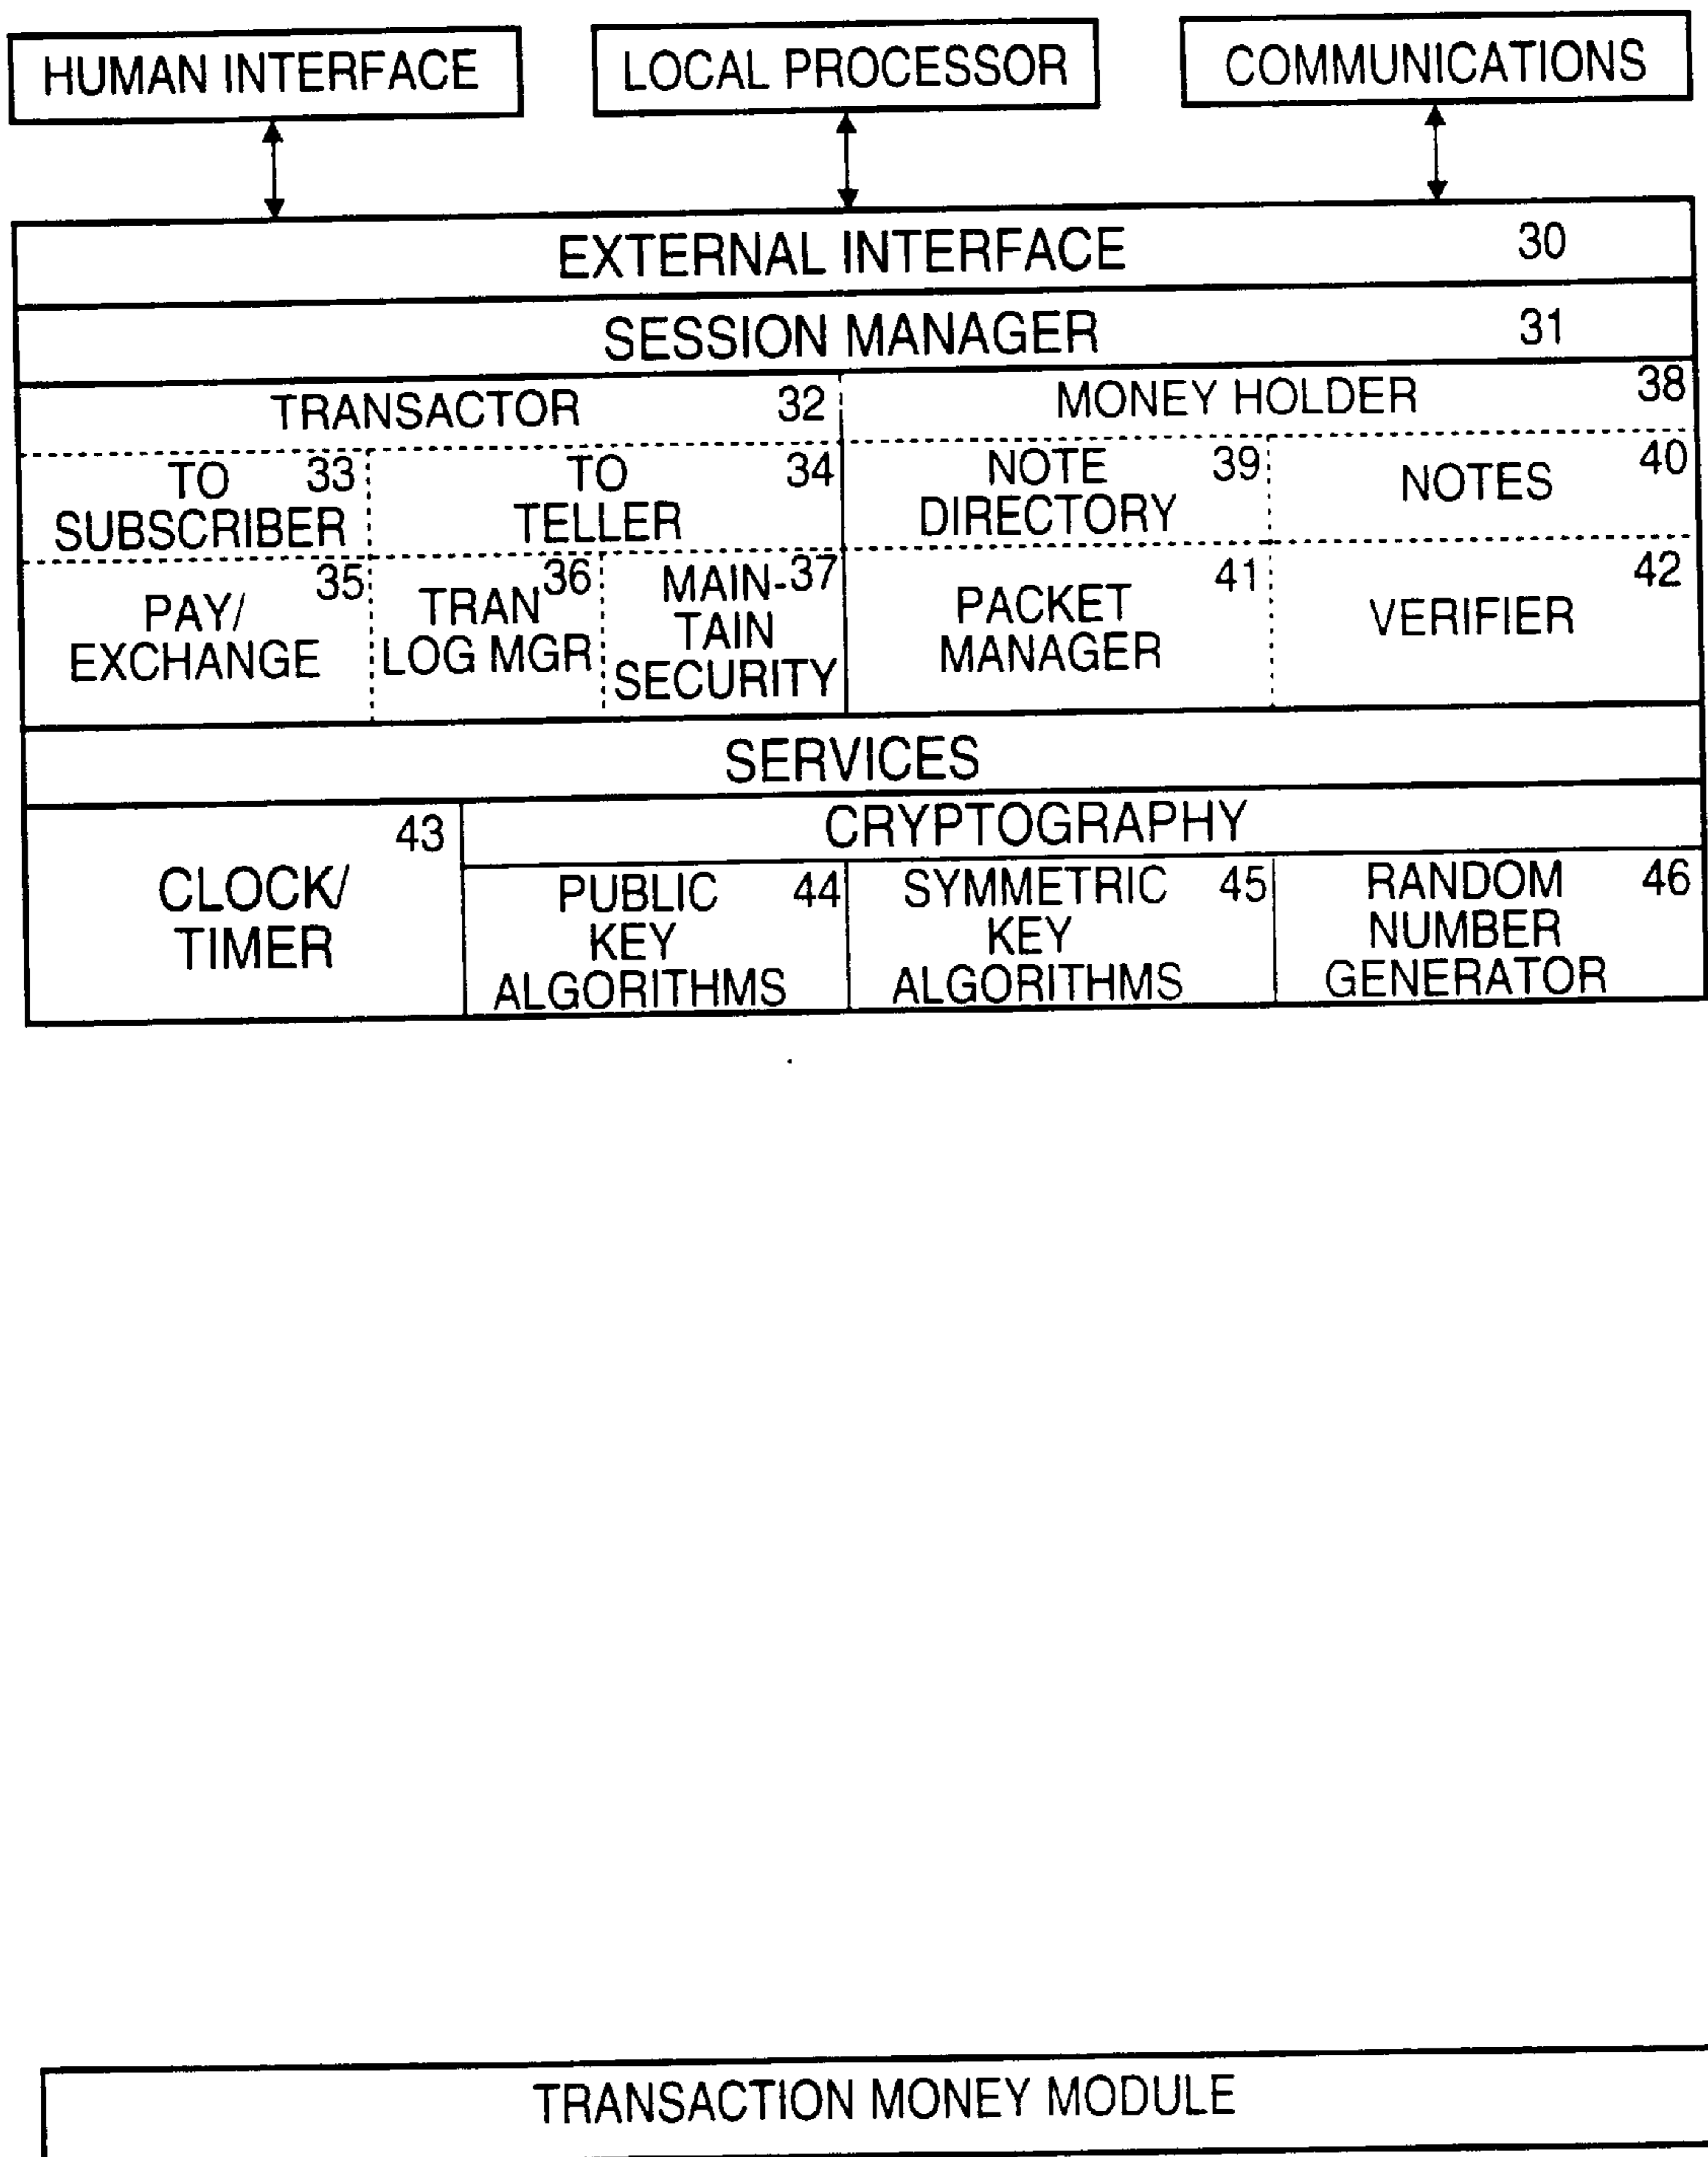 HUMAN INTERFACE
LOCAL PROCESSOR
COMMUNICATIONS
EXTERNAL INTERFACE 30
SESSION MANAGER 31
TRANSACTOR 32
MONEY HOLDER 38
TO 33
SUBSCRIBER
TO 34
TELLER
NOTE 39
DIRECTORY
NOTES 40
PAY/ 35
EXCHANGE
TRAN 36
LOG MGR
MAIN- 37
TAIN
SECURITY
PACKET 41
MANAGER
VERIFIER 42
SERVICES
43
CLOCK/
TIMER
CRYPTOGRAPHY
PUBLIC 44
KEY
ALGORITHMS
SYMMETRIC 45
KEY
ALGORITHMS
RANDOM 46
NUMBER
GENERATOR
TRANSACTION MONEY MODULE